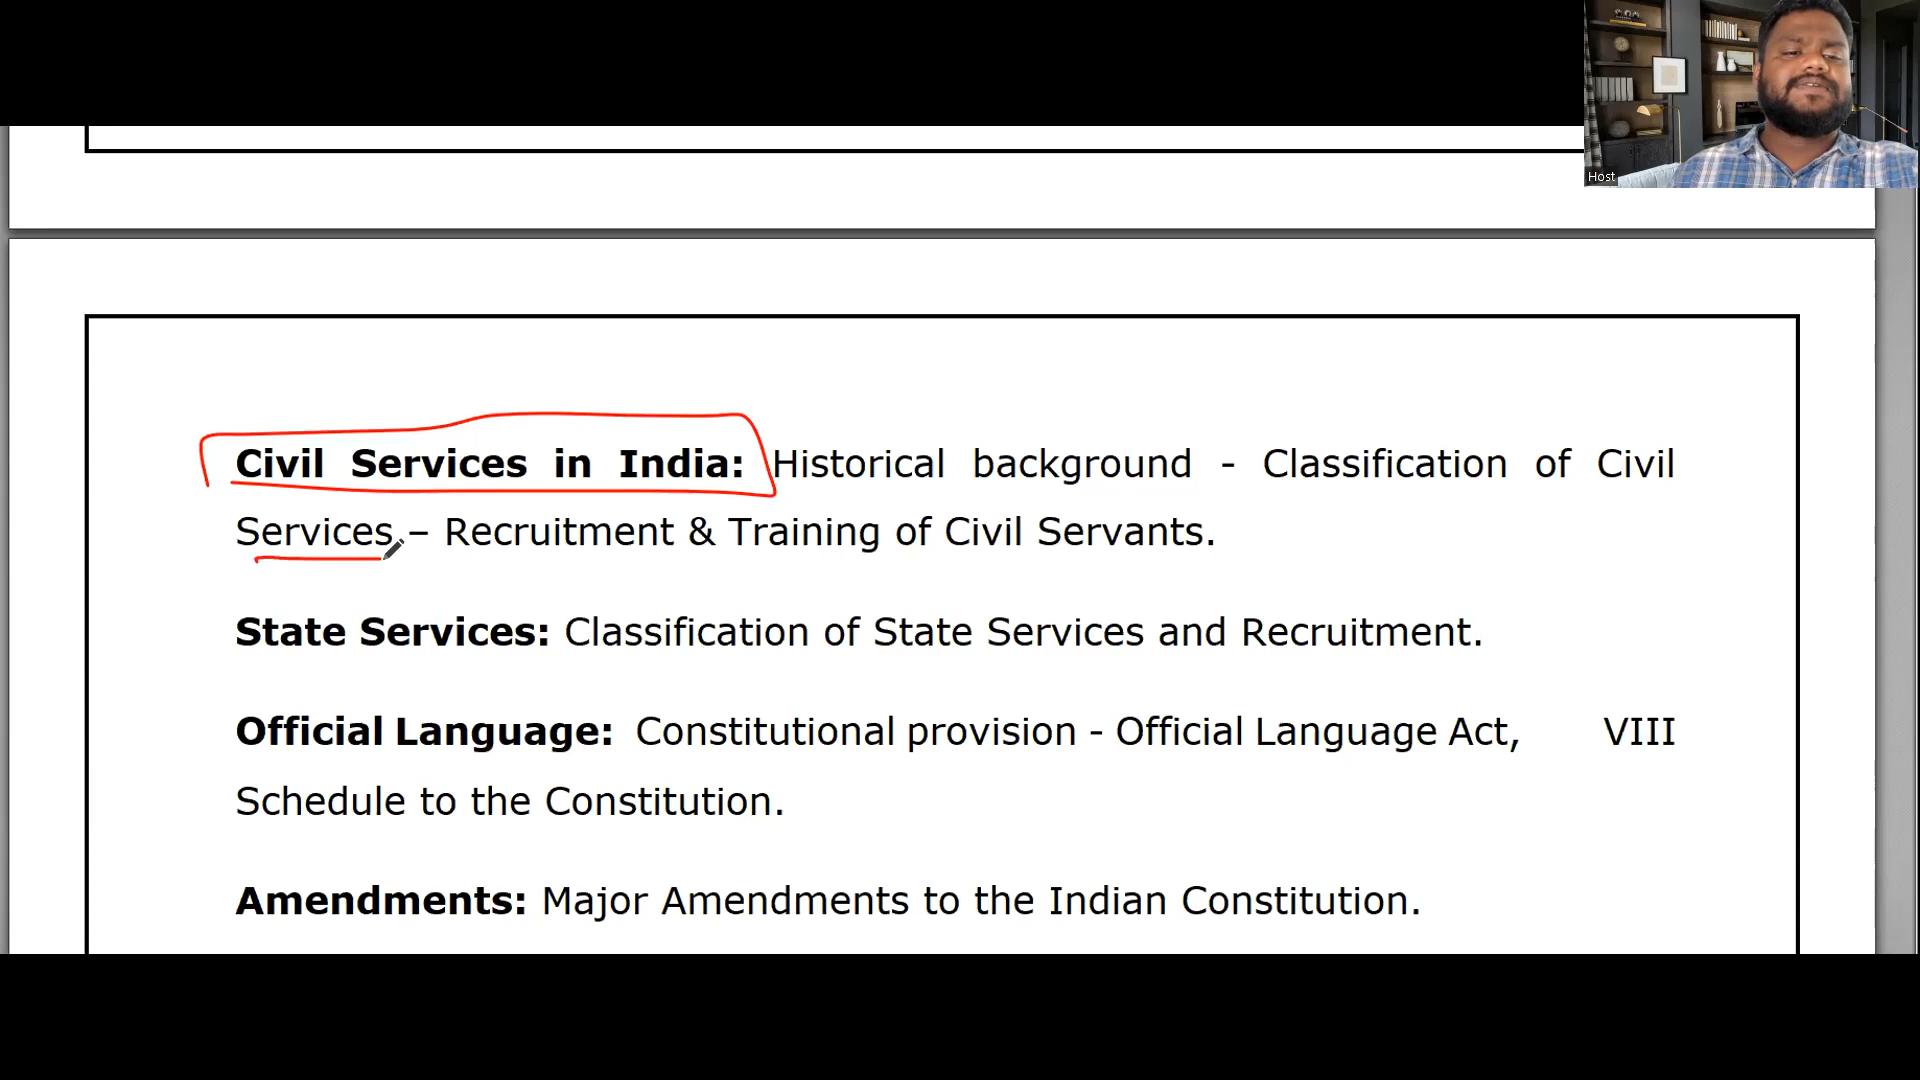 Host
Civil Services in India: Historical background - Classification of Civil
Services – Recruitment & Training of Civil Servants.
State Services: Classification of State Services and Recruitment.
Official Language: Constitutional provision - Official Language Act, VIII
Schedule to the Constitution.
Amendments: Major Amendments to the Indian Constitution.